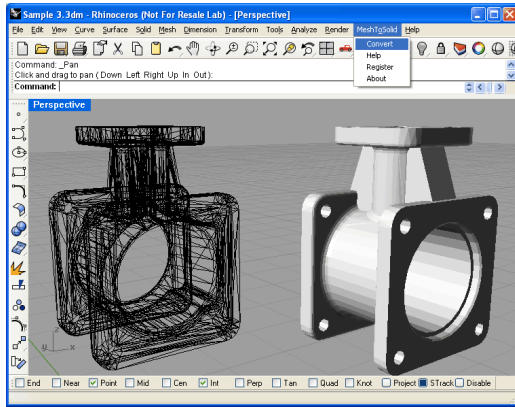 Sample 3.3dm - Rhinoceros (Not For Resale Lab) - [Perspective]
File Edit View Curve Surface Solid Mesh Dimension Transform Tools Analyze Render MeshToSolid Help
Convert
Help
Register
About
Command: _Pan
Click and drag to pan ( Down Left Right Up In Out):
Command:
Perspective
y x
End Near Point Mid Cen Int Perp Tan Quad Knot Project STrack Disable